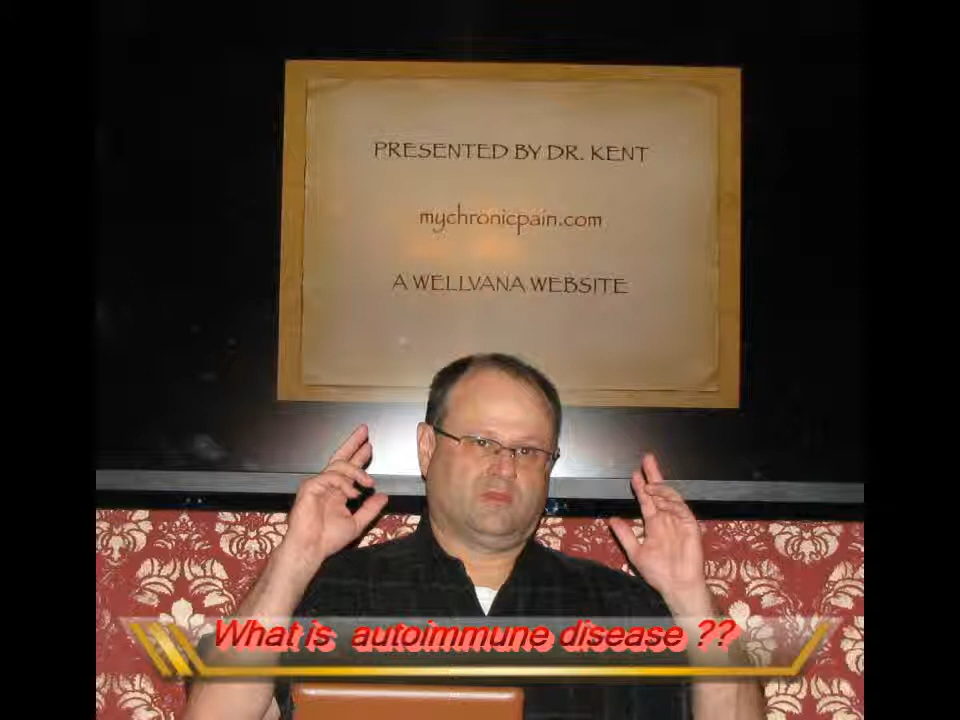 PRESENTED BY DR. KENT
mychronicpain.com
A WELLVANA WEBSITE
What is autoimmune disease ??